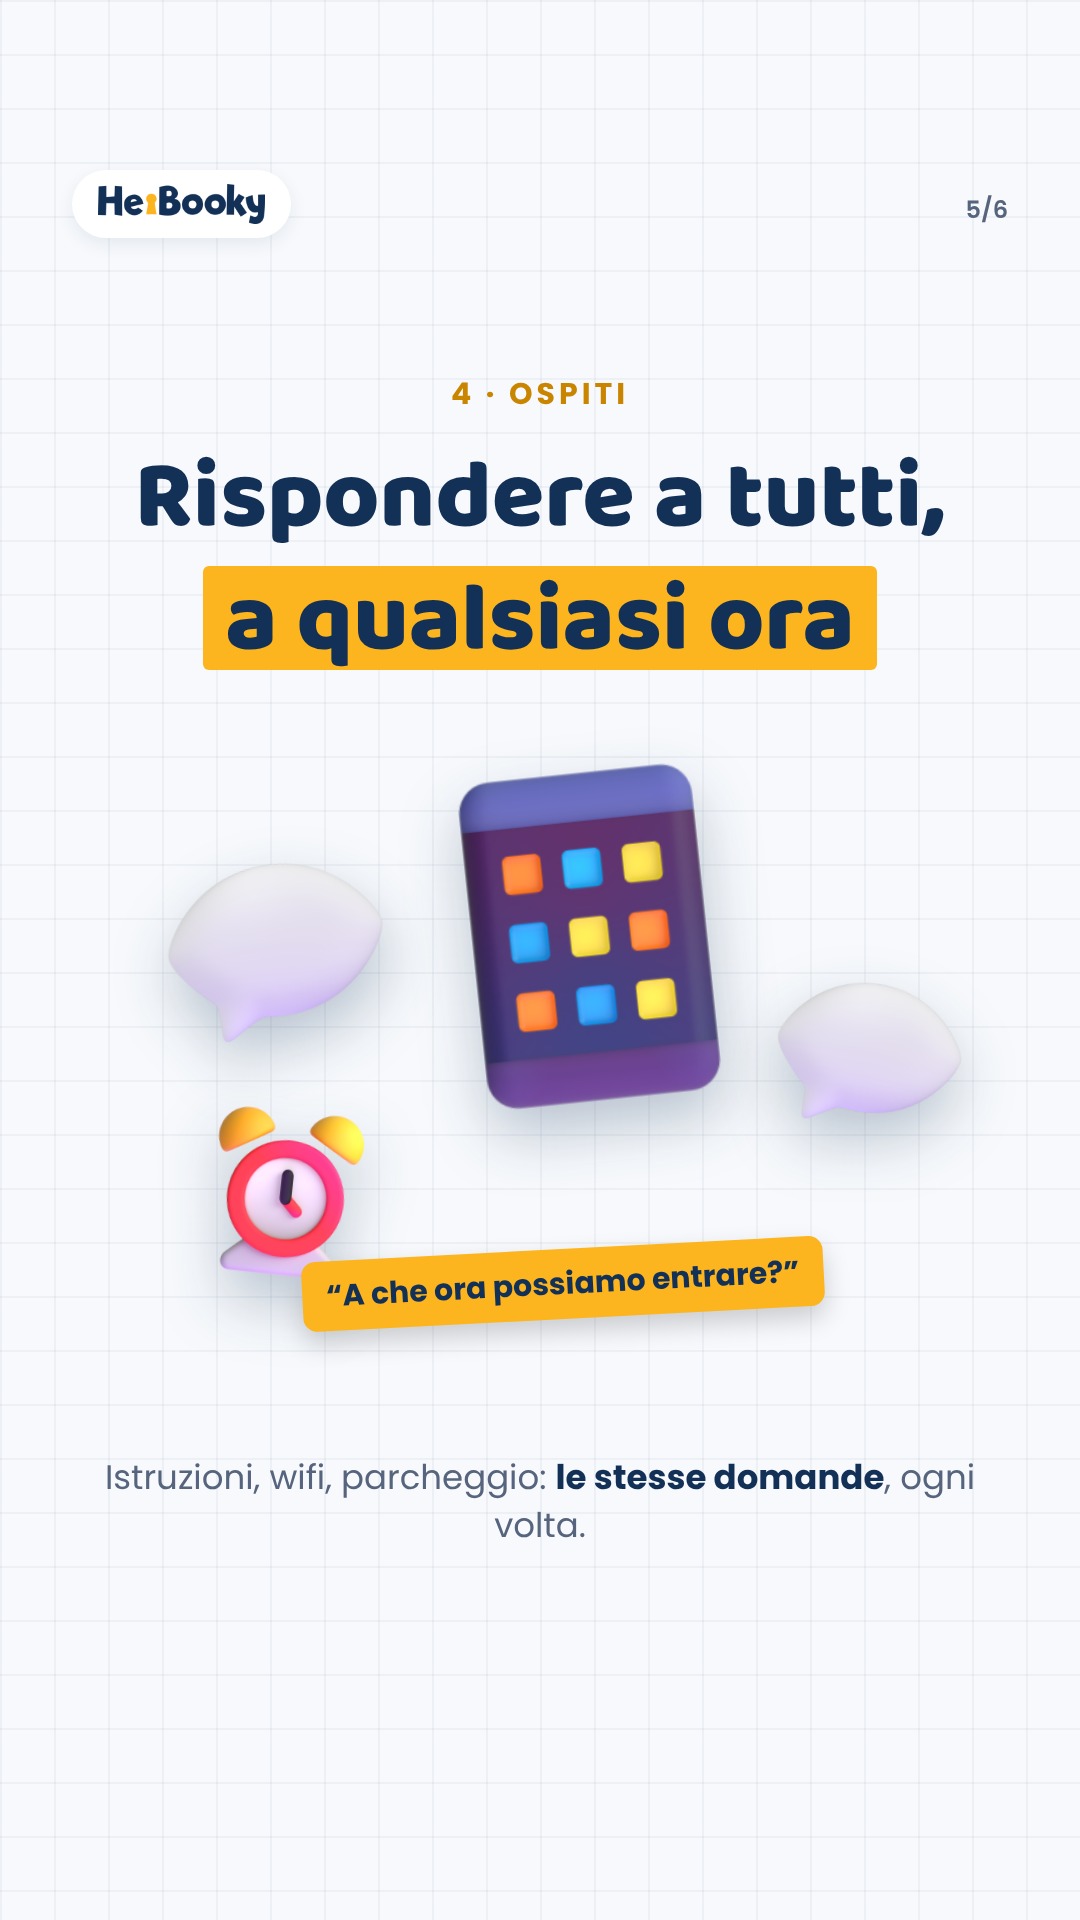 HeiBooky
5/6
4 · OSPITI
Rispondere a tutti,
a qualsiasi ora
“A che ora possiamo entrare?”
Istruzioni, wifi, parcheggio: le stesse domande, ogni
volta.